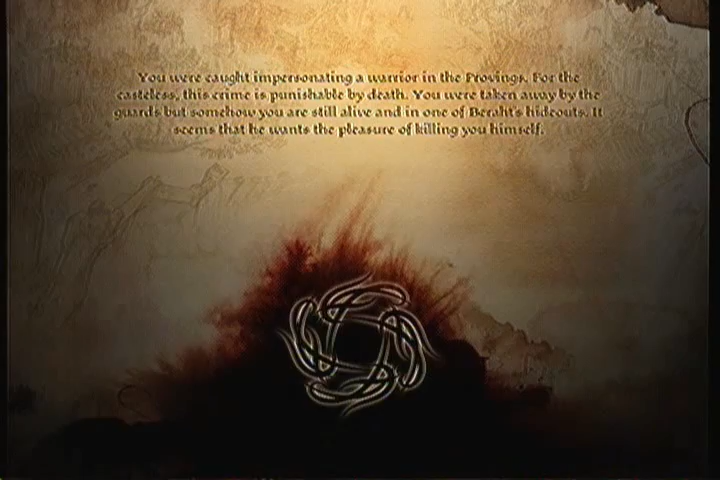 You were caught impersonating a warrior in the Provings. For the
casteless, this crime is punishable by death. You were taken away by the
guards but somehow you are still alive and in one of Beraht's hideouts. It
seems that he wants the pleasure of killing you himself.